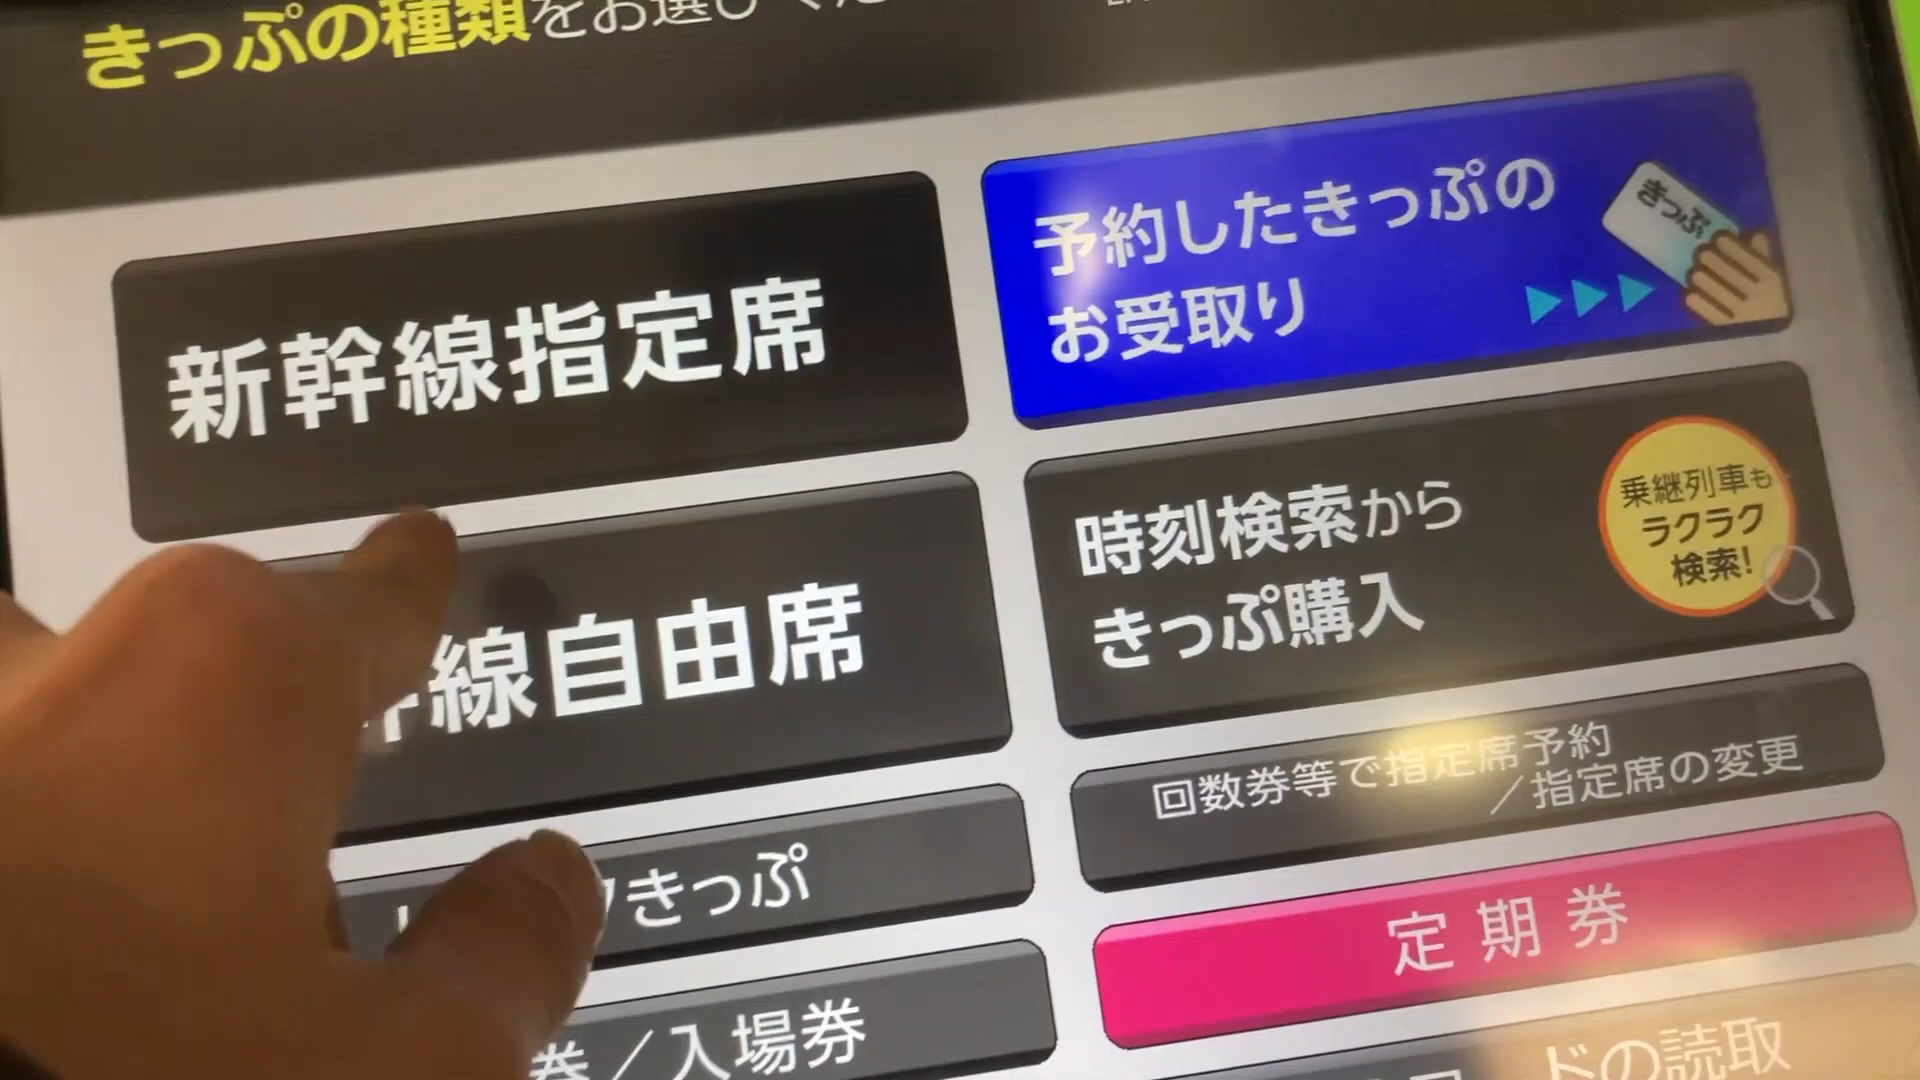 きっぷの種類をお選びくだ
新幹線指定席
予約したきっぷの
お受取り
きっぷ
線自由席
時刻検索から
きっぷ購入
乗継列車も
ラクラク
検索!
きっぷ
回数券等で指定席予約
/指定席の変更
券/入場券
定期券
ドの読取